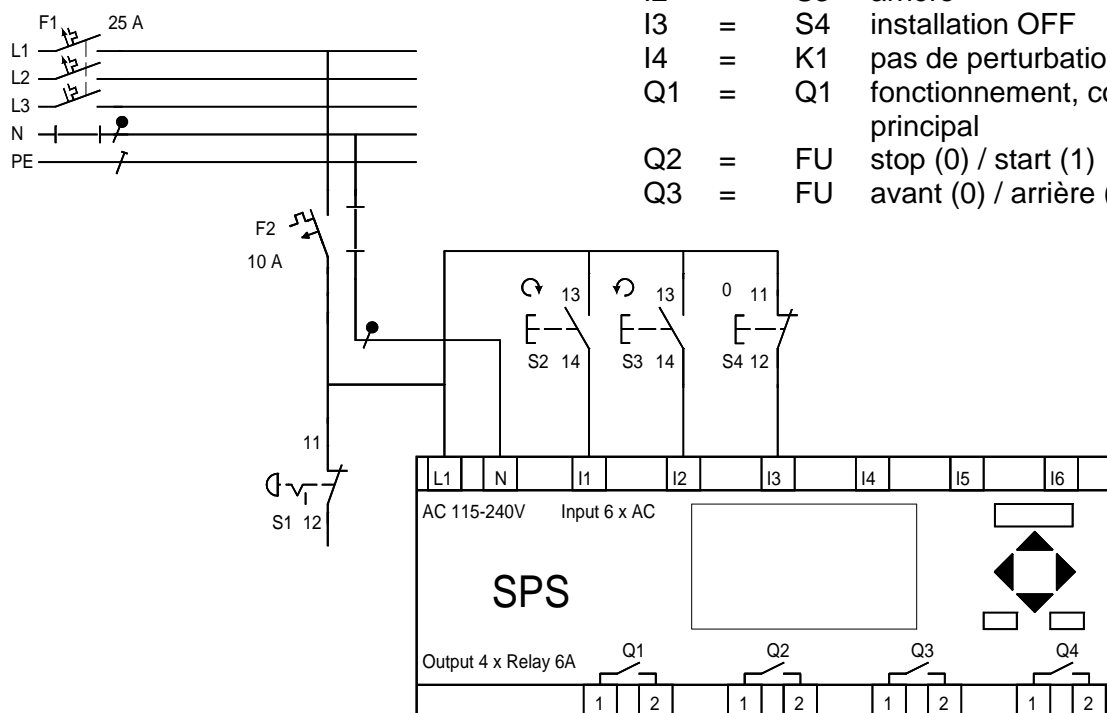 I2 = S3 arrière
I3 = S4 installation OFF
I4 = K1 pas de perturbatio
Q1 = Q1 fonctionnement, co
principal
Q2 = FU stop (0) / start (1)
Q3 = FU avant (0) / arrière (
F1 25 A
L1
L2
L3
N
PE
F2
10 A
13 13 0 11
S2 14 S3 14 S4 12
11
S1 12
L1 N I1 I2 I3 I4 I5 I6
AC 115-240V Input 6 x AC
SPS
Output 4 x Relay 6A
Q1 Q2 Q3 Q4
1 2 1 2 1 2 1 2